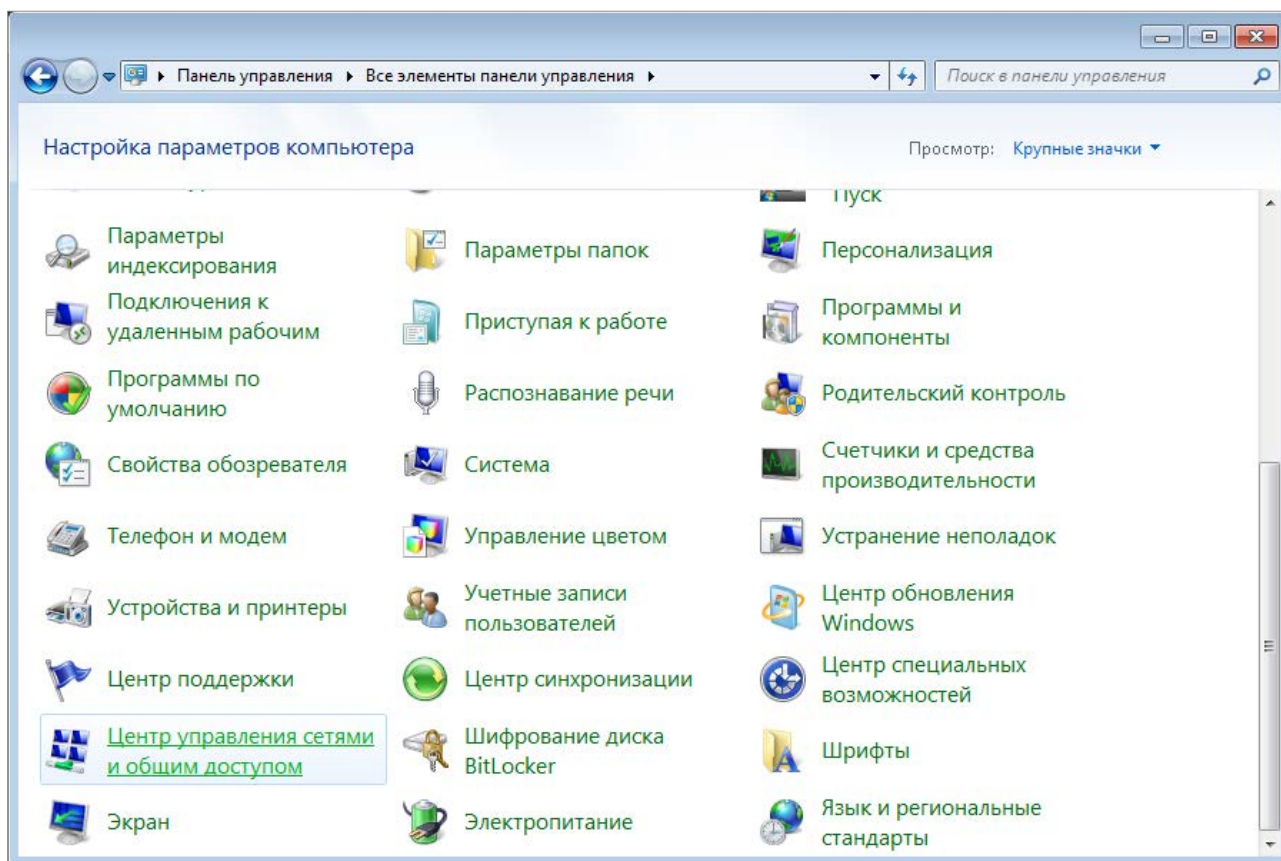 Панель управления ▸ Все элементы панели управления ▸
Поиск в панели управления
Настройка параметров компьютера
Просмотр: Крупные значки
Пуск
Параметры
индексирования
Параметры папок
Персонализация
Подключения к
удаленным рабочим
Приступая к работе
Программы и
компоненты
Программы по
умолчанию
Распознавание речи
Родительский контроль
Свойства обозревателя
Система
Счетчики и средства
производительности
Телефон и модем
Управление цветом
Устранение неполадок
Устройства и принтеры
Учетные записи
пользователей
Центр обновления
Windows
Центр поддержки
Центр синхронизации
Центр специальных
возможностей
Центр управления сетями
и общим доступом
Шифрование диска
BitLocker
Шрифты
Экран
Электропитание
Язык и региональные
стандарты